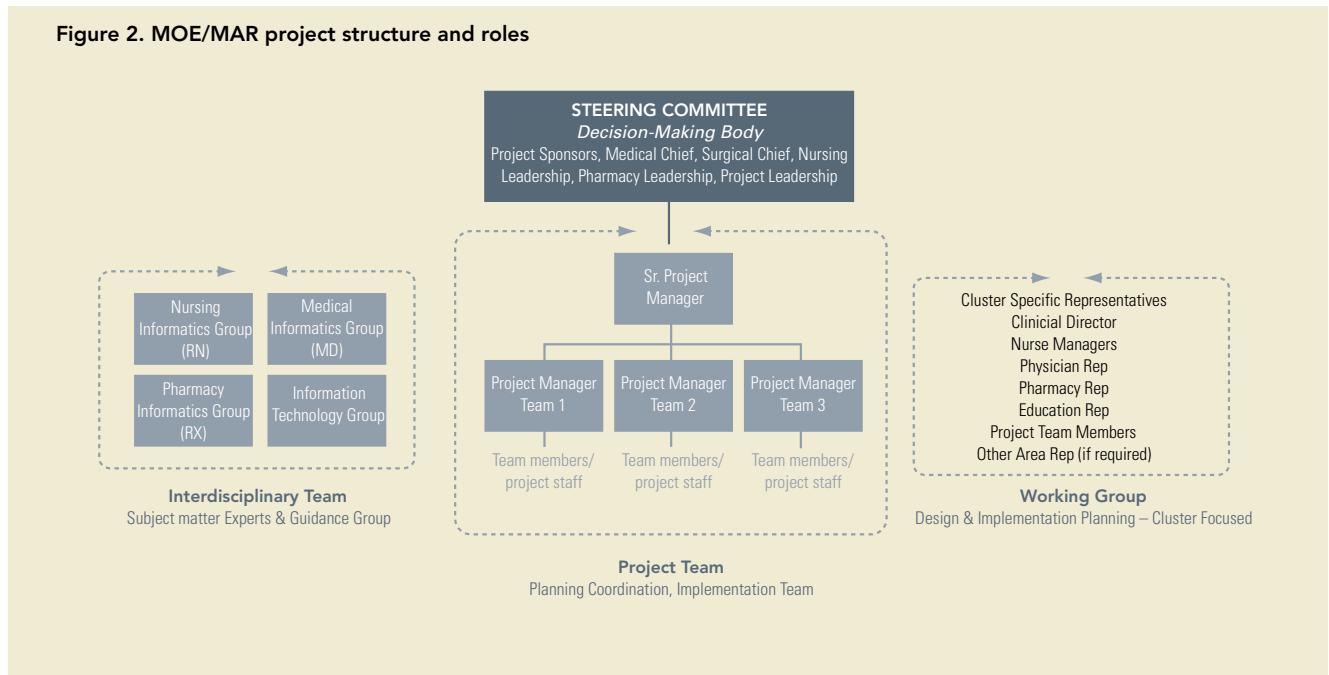 Figure 2. MOE/MAR project structure and roles
STEERING COMMITTEE
Decision-Making Body
Project Sponsors, Medical Chief, Surgical Chief, Nursing
Leadership, Pharmacy Leadership, Project Leadership
Nursing
Informatics Group
(RN)
Medical
Informatics Group
(MD)
Pharmacy
Informatics Group
(RX)
Information
Technology Group
Interdisciplinary Team
Subject matter Experts & Guidance Group
Sr. Project
Manager
Project Manager
Team 1
Project Manager
Team 2
Project Manager
Team 3
Team members/
project staff
Team members/
project staff
Team members/
project staff
Project Team
Planning Coordination, Implementation Team
Cluster Specific Representatives
Clinicial Director
Nurse Managers
Physician Rep
Pharmacy Rep
Education Rep
Project Team Members
Other Area Rep (if required)
Working Group
Design & Implementation Planning – Cluster Focused